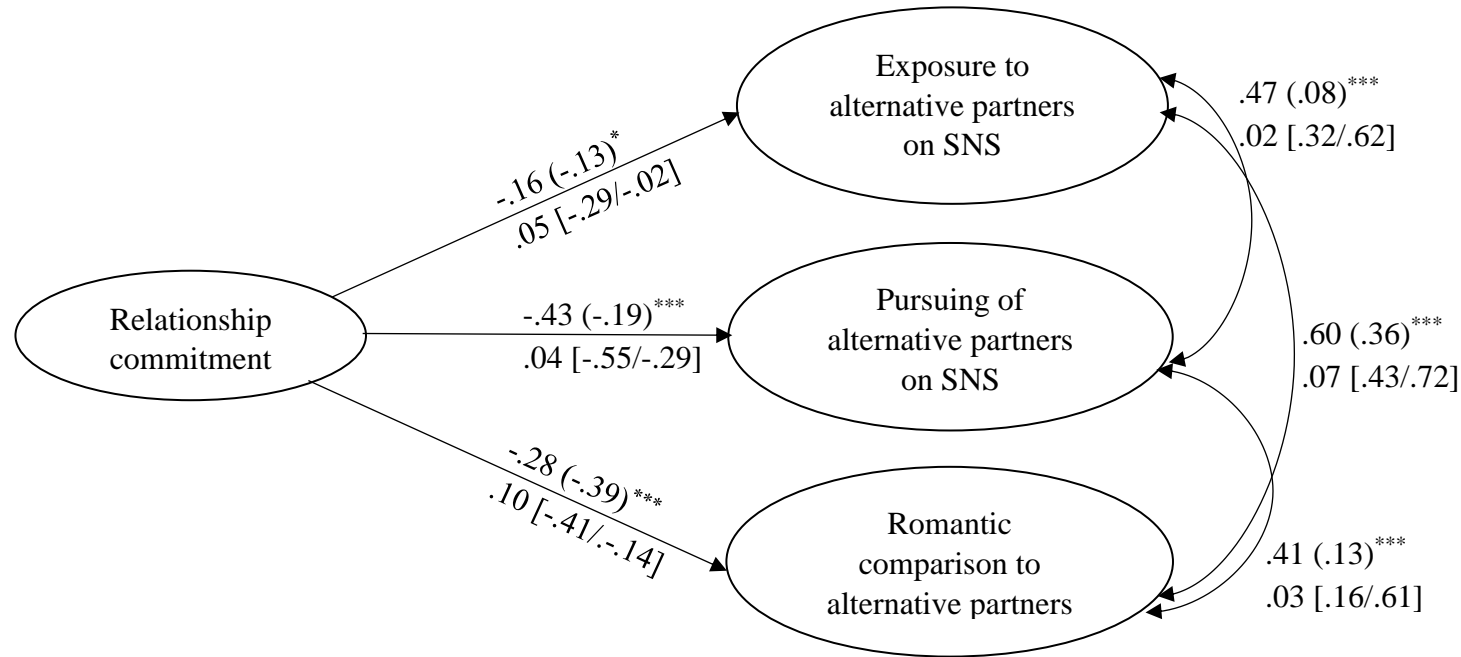 Exposure to
alternative partners
on SNS
.47 (.08)***
.02 [.32/.62]
-.16 (-.13)*
.05 [-.29/-.02]
Relationship
commitment
-.43 (-.19)***
.04 [-.55/-.29]
Pursuing of
alternative partners
on SNS
.60 (.36)***
.07 [.43/.72]
-.28 (-.39)***
.10 [-.41/-.14]
Romantic
comparison to
alternative partners
.41 (.13)***
.03 [.16/.61]